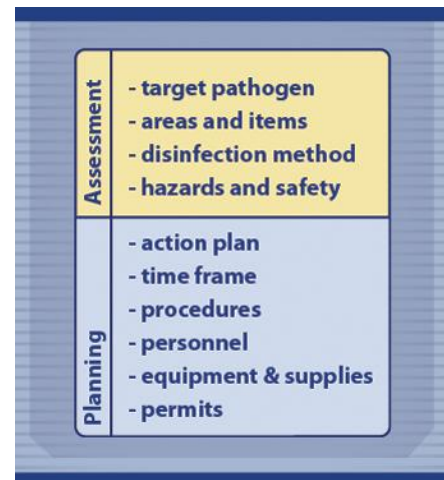 Assessment
- target pathogen
- areas and items
- disinfection method
- hazards and safety
Planning
- action plan
- time frame
- procedures
- personnel
- equipment & supplies
- permits